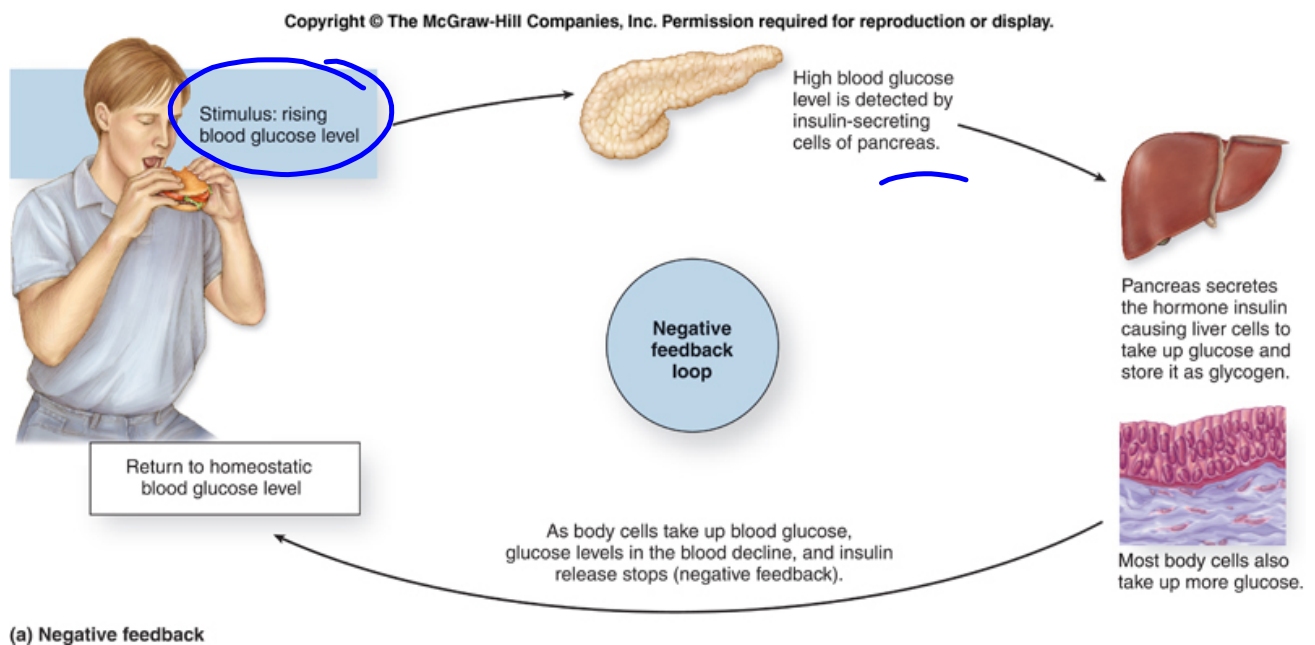 Copyright © The McGraw-Hill Companies, Inc. Permission required for reproduction or display.
Stimulus: rising
blood glucose level
High blood glucose
level is detected by
insulin-secreting
cells of pancreas.
Pancreas secretes
the hormone insulin
causing liver cells to
take up glucose and
store it as glycogen.
Negative
feedback
loop
Most body cells also
take up more glucose.
As body cells take up blood glucose,
glucose levels in the blood decline, and insulin
release stops (negative feedback).
Return to homeostatic
blood glucose level
(a) Negative feedback